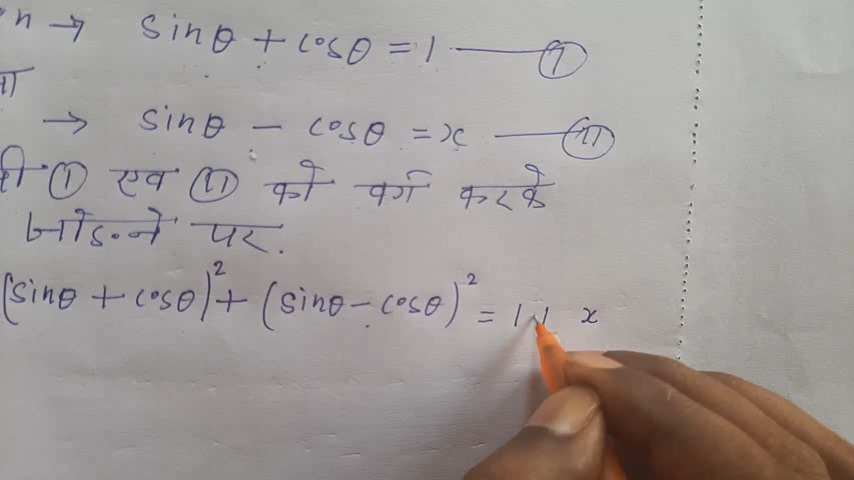 n → sinθ + cosθ = 1 —— (I)
→ sinθ − cosθ = x —— (II)
(I) एव (II) को वर्ग करके
जोड.ने पर.
(sinθ + cosθ)² + (sinθ − cosθ)² = 1 x